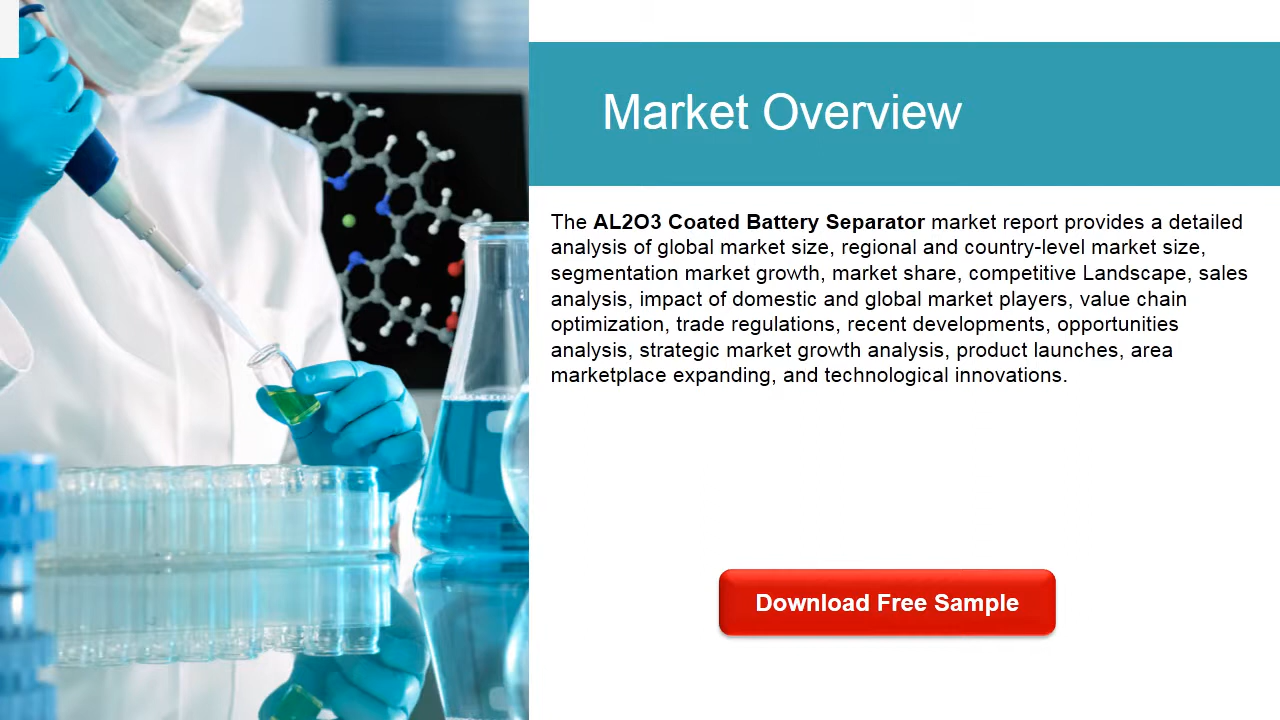 Market Overview
The AL2O3 Coated Battery Separator market report provides a detailed
analysis of global market size, regional and country-level market size,
segmentation market growth, market share, competitive Landscape, sales
analysis, impact of domestic and global market players, value chain
optimization, trade regulations, recent developments, opportunities
analysis, strategic market growth analysis, product launches, area
marketplace expanding, and technological innovations.
Download Free Sample